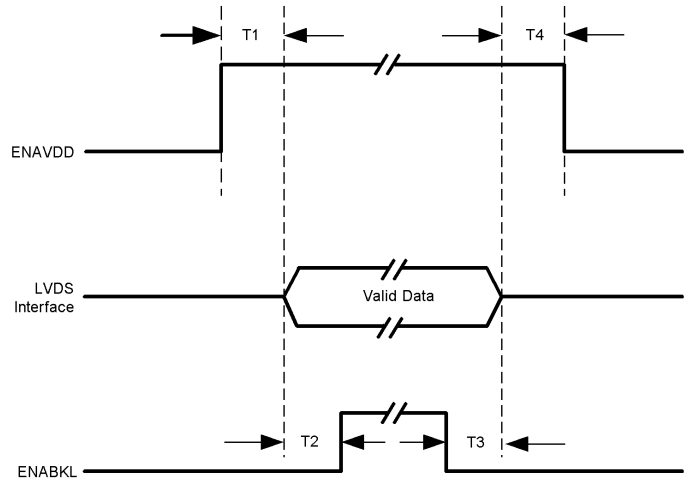 T1
T4
ENAVDD
LVDS
Interface
Valid Data
T2
T3
ENABKL